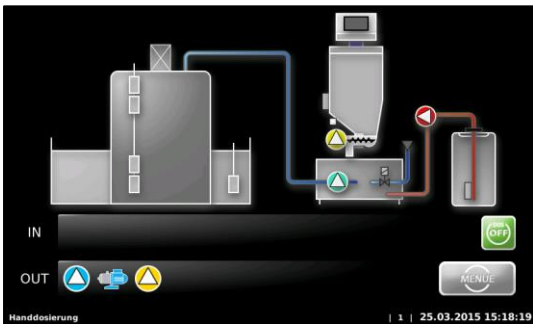 IN
OFF
OUT
MENUE
Handdosierung
| 1 | 25.03.2015 15:18:19